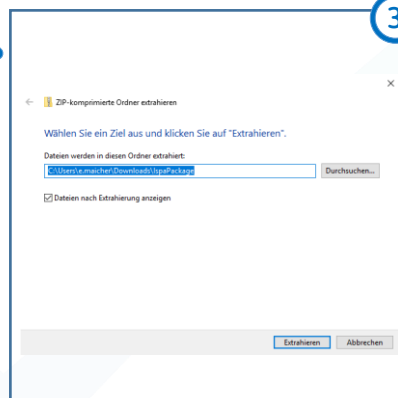 3
ZIP-komprimierte Ordner extrahieren
Wählen Sie ein Ziel aus und klicken Sie auf "Extrahieren".
Dateien werden in diesen Ordner extrahiert:
C:\Users\e.maicher\Downloads\IspaPackage
Durchsuchen...
Dateien nach Extrahierung anzeigen
Extrahieren Abbrechen